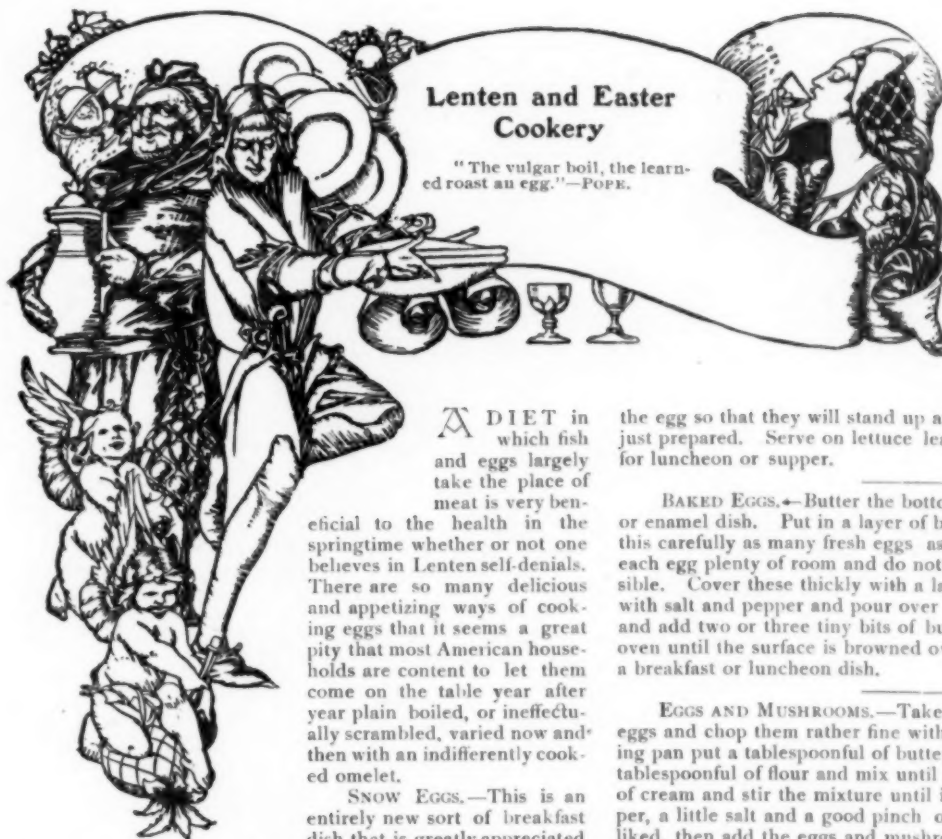 Lenten and Easter
Cookery
"The vulgar boil, the learn-
ed roast an egg."—POPE.
A DIET in
which fish
and eggs largely
take the place of
meat is very ben-
eficial to the health in the
springtime whether or not one
believes in Lenten self-denials.
There are so many delicious
and appetizing ways of cook-
ing eggs that it seems a great
pity that most American house-
holds are content to let them
come on the table year after
year plain boiled, or ineffectu-
ally scrambled, varied now and
then with an indifferently cook-
ed omelet.
SNOW EGGS.—This is an
entirely new sort of breakfast
dish that is greatly appreciated
the egg so that they will stand up
just prepared. Serve on lettuce
for luncheon or supper.
BAKED EGGS.—Butter the
or enamel dish. Put in a layer of
this carefully as many fresh eggs as
each egg plenty of room and do not
sible. Cover these thickly with a
with salt and pepper and pour over
and add two or three tiny bits of
oven until the surface is browned
a breakfast or luncheon dish.
EGGS AND MUSHROOMS.—Take
eggs and chop them rather fine with
ing pan put a tablespoonful of
tablespoonful of flour and mix until
of cream and stir the mixture until
per, a little salt and a good pinch
liked, then add the eggs and